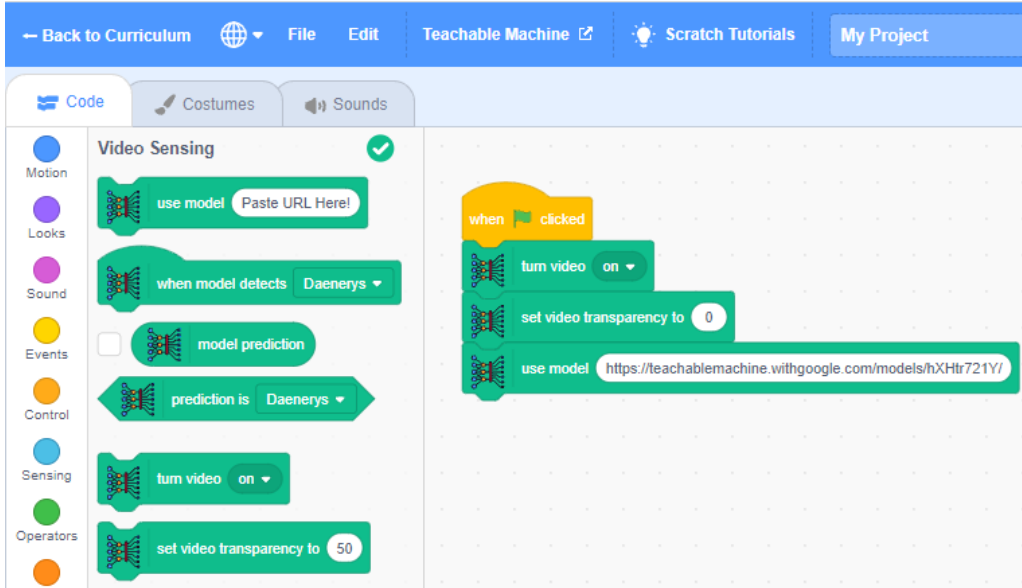 ← Back to Curriculum File Edit Teachable Machine Scratch Tutorials My Project
Code Costumes Sounds
Motion
Looks
Sound
Events
Control
Sensing
Operators
Video Sensing
use model Paste URL Here!
when model detects Daenerys
model prediction
prediction is Daenerys
turn video on
set video transparency to 50
when clicked
turn video on
set video transparency to 0
use model https://teachablemachine.withgoogle.com/models/hXHtr721Y/